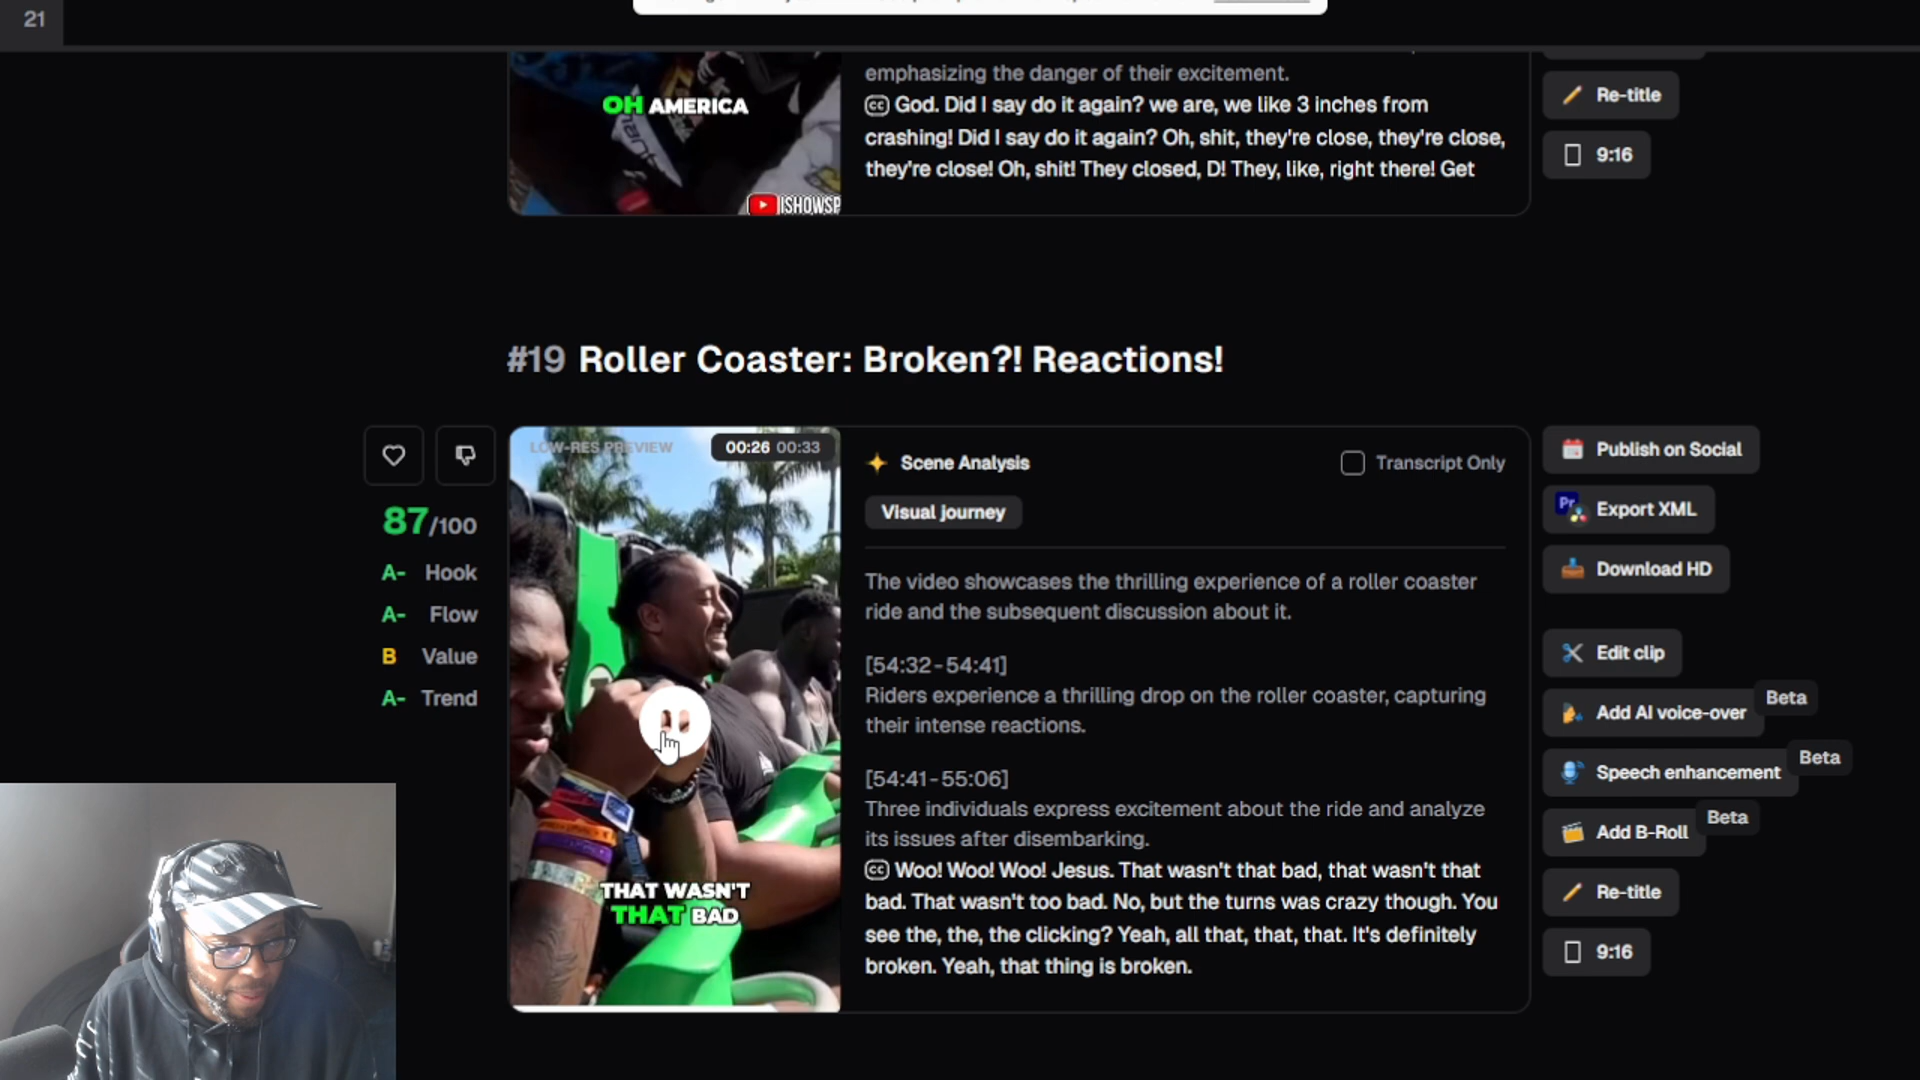 21
emphasizing the danger of their excitement.
OH AMERICA
cc God. Did I say do it again? we are, we like 3 inches from
crashing! Did I say do it again? Oh, shit, they're close, they're close,
they're close! Oh, shit! They closed, D! They, like, right there! Get
ISHOWSP
Re-title
9:16
#19 Roller Coaster: Broken?! Reactions!
87/100
A- Hook
A- Flow
B Value
A- Trend
LOW-RES PREVIEW
00:26 00:33
THAT WASN'T
THAT BAD
Scene Analysis
Transcript Only
Visual journey
The video showcases the thrilling experience of a roller coaster
ride and the subsequent discussion about it.
[54:32-54:41]
Riders experience a thrilling drop on the roller coaster, capturing
their intense reactions.
[54:41-55:06]
Three individuals express excitement about the ride and analyze
its issues after disembarking.
cc Woo! Woo! Woo! Jesus. That wasn't that bad, that wasn't that
bad. That wasn't too bad. No, but the turns was crazy though. You
see the, the, the clicking? Yeah, all that, that, that. It's definitely
broken. Yeah, that thing is broken.
Publish on Social
Pr Export XML
Download HD
Edit clip
Add AI voice-over Beta
Speech enhancement Beta
Add B-Roll Beta
Re-title
9:16